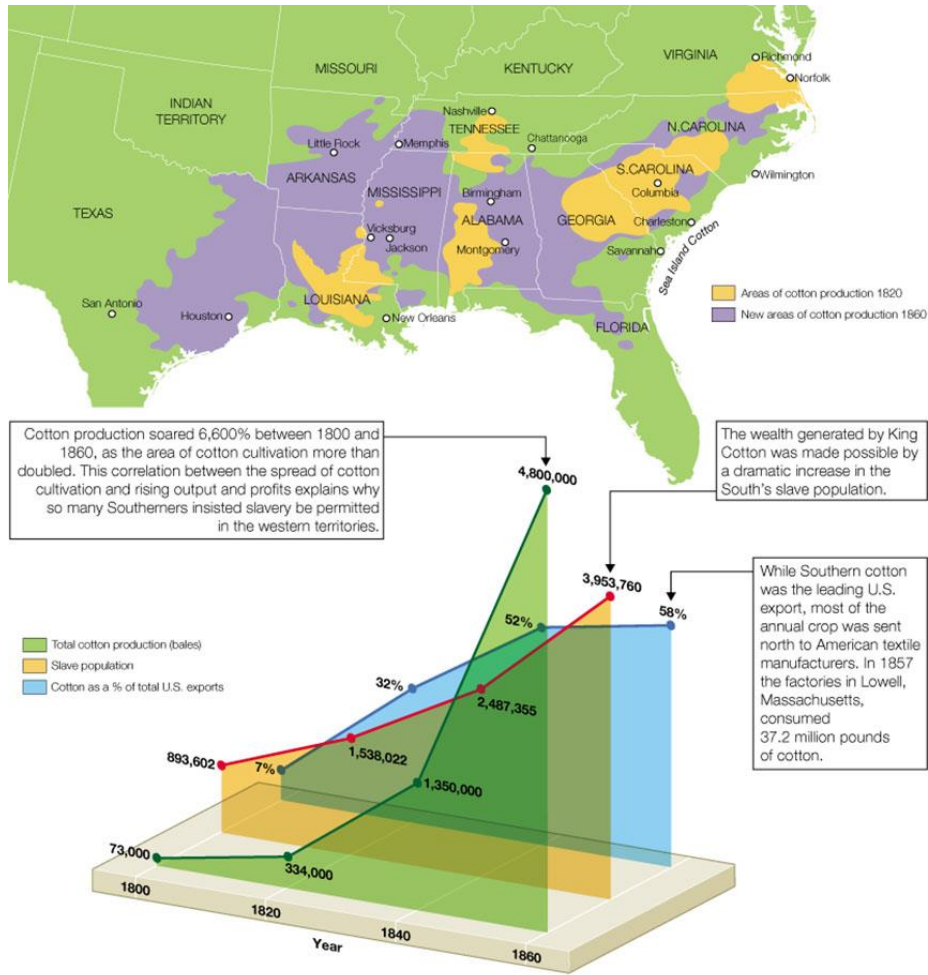 MISSOURI
KENTUCKY
VIRGINIA
Richmond
Norfolk
INDIAN
TERRITORY
Nashville
TENNESSEE
N.CAROLINA
Chattanooga
Little Rock
Memphis
ARKANSAS
S.CAROLINA
Columbia
Wilmington
MISSISSIPPI
Birmingham
TEXAS
ALABAMA
GEORGIA
Charleston
Vicksburg
Jackson
Montgomery
Savannah
Sea Island Cotton
LOUISIANA
San Antonio
Houston
New Orleans
FLORIDA
Areas of cotton production 1820
New areas of cotton production 1860
Cotton production soared 6,600% between 1800 and
1860, as the area of cotton cultivation more than
doubled. This correlation between the spread of cotton
cultivation and rising output and profits explains why
so many Southerners insisted slavery be permitted
in the western territories.
The wealth generated by King
Cotton was made possible by
a dramatic increase in the
South's slave population.
While Southern cotton
was the leading U.S.
export, most of the
annual crop was sent
north to American textile
manufacturers. In 1857
the factories in Lowell,
Massachusetts,
consumed
37.2 million pounds
of cotton.
Total cotton production (bales)
Slave population
Cotton as a % of total U.S. exports
4,800,000
3,953,760
52%
58%
32%
2,487,355
893,602
7%
1,538,022
1,350,000
73,000
334,000
1800
1820
1840
1860
Year